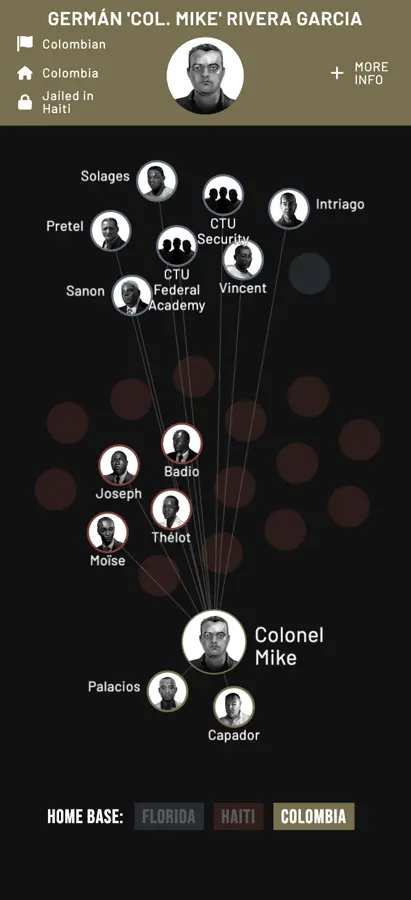 GERMÁN 'COL. MIKE' RIVERA GARCIA
Colombian
Colombia
Jailed in
Haiti
+ MORE
INFO
Solages
Intriago
Pretel
CTU
Security
CTU
Federal
Academy
Vincent
Sanon
Badio
Joseph
Thélot
Moïse
Colonel
Mike
Palacios
Capador
HOME BASE: FLORIDA HAITI COLOMBIA